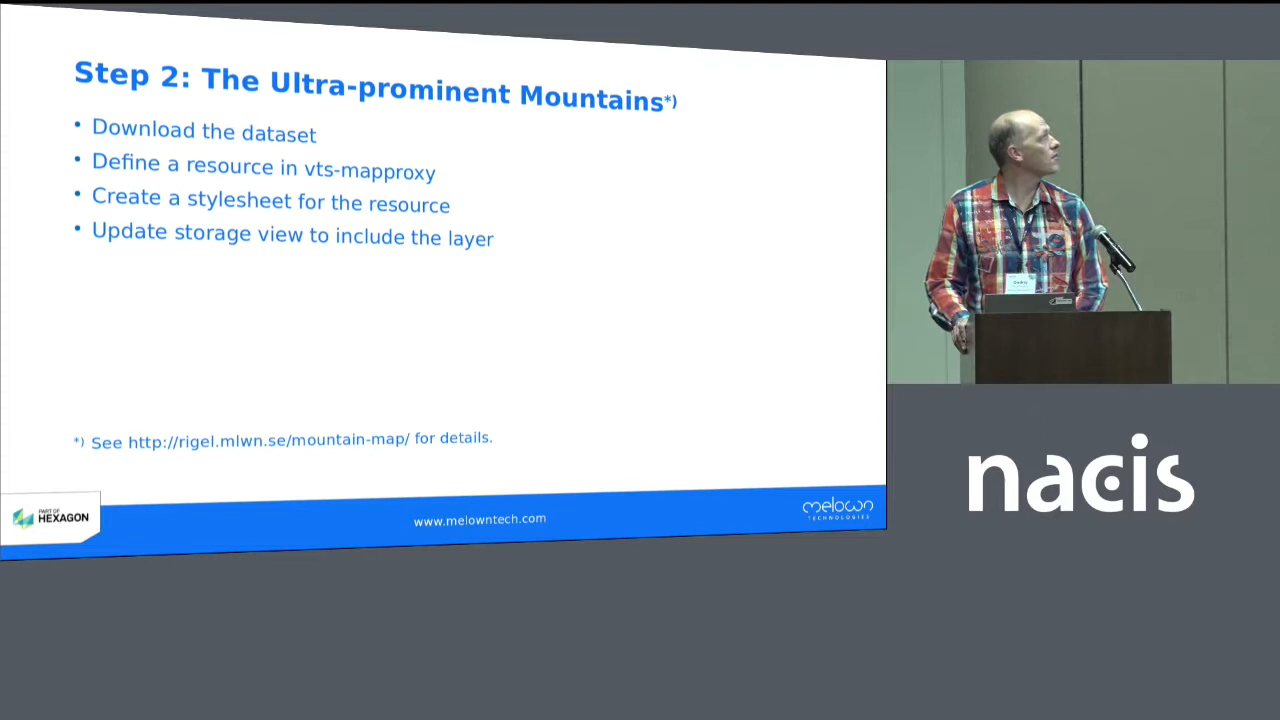 Step 2: The Ultra-prominent Mountains*)
• Download the dataset
• Define a resource in vts-mapproxy
• Create a stylesheet for the resource
• Update storage view to include the layer
*) See http://rigel.mlwn.se/mountain-map/ for details.
PART OF
HEXAGON
www.melowntech.com
melown
TECHNOLOGIES
nacis